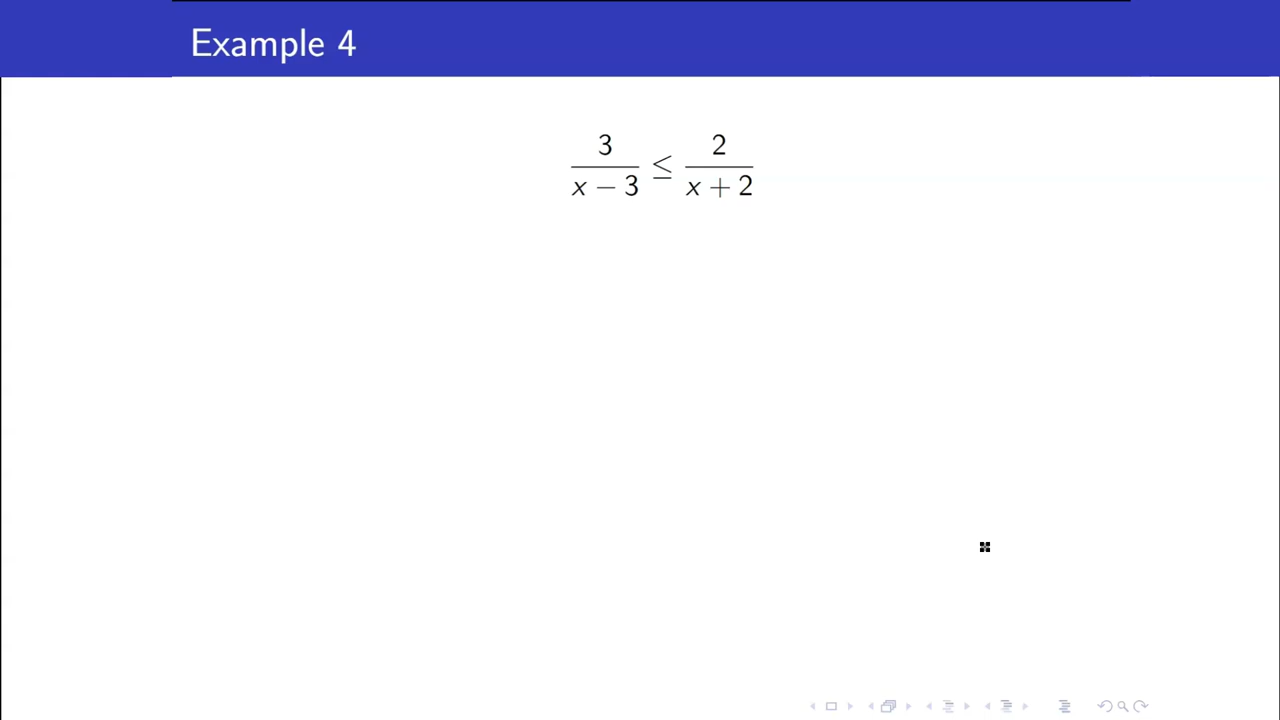 Example 4
3/(x − 3) ≤ 2/(x + 2)